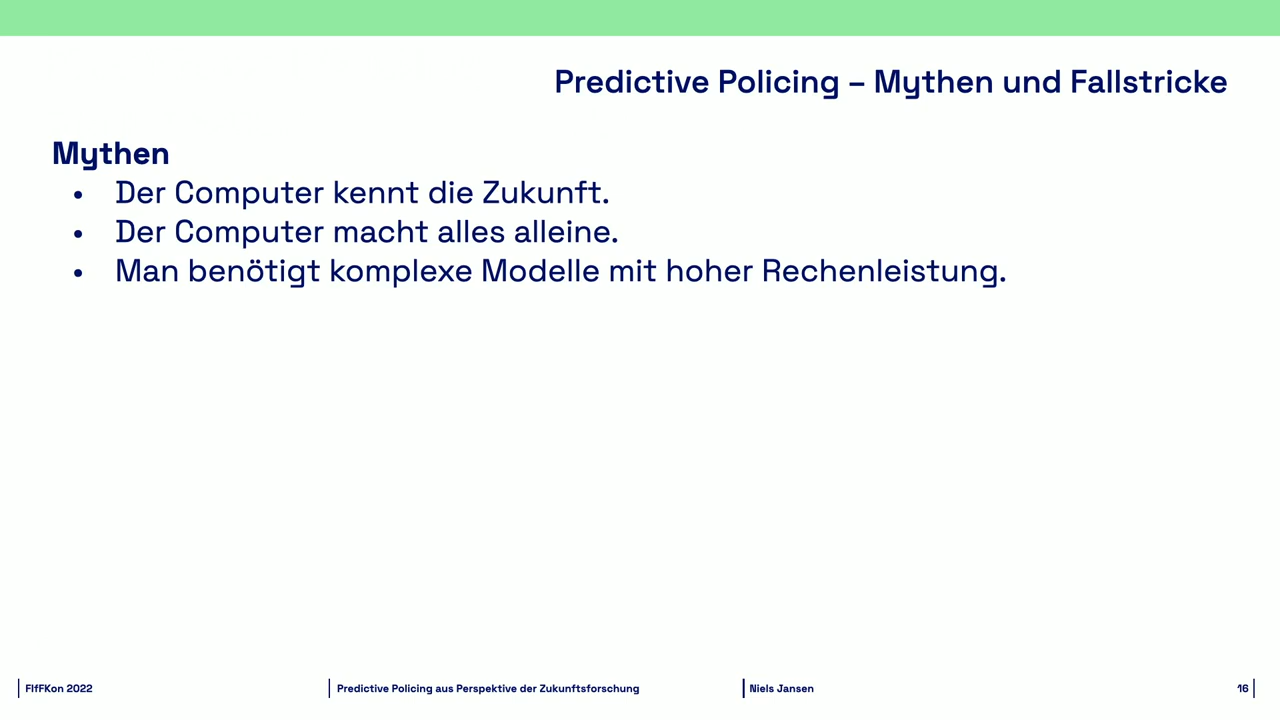 Predictive Policing – Mythen und Fallstricke
Mythen
• Der Computer kennt die Zukunft.
• Der Computer macht alles alleine.
• Man benötigt komplexe Modelle mit hoher Rechenleistung.
FIfFKon 2022
Predictive Policing aus Perspektive der Zukunftsforschung
Niels Jansen
16